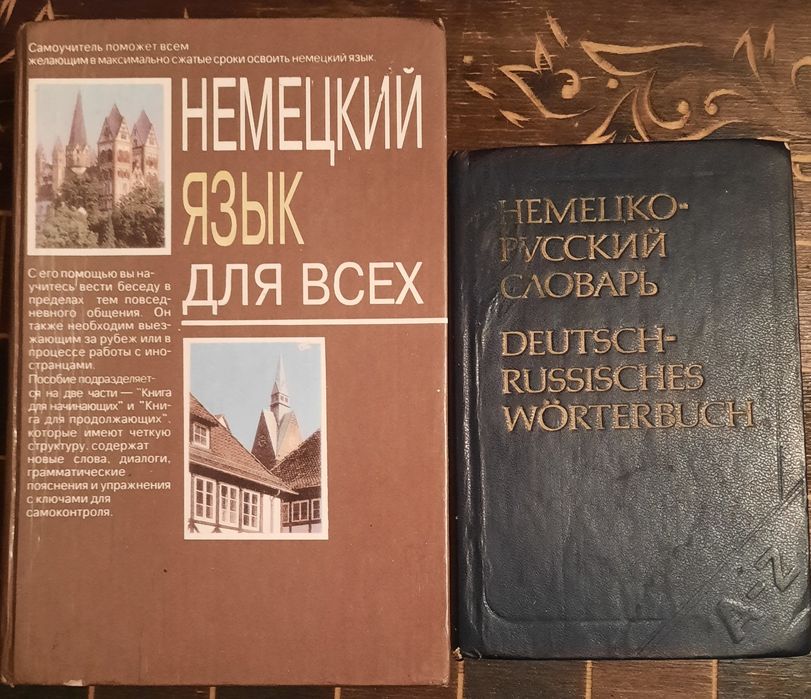 Самоучитель поможет всем
желающим в максимально сжатые сроки освоить немецкий язык.
НЕМЕЦКИЙ
ЯЗЫК
ДЛЯ ВСЕХ
С его помощью вы на-
учитесь вести беседу в
пределах тем повсед-
невного общения. Он
также необходим выез-
жающим за рубеж или в
процессе работы с ино-
странцами.
Пособие подразделяет-
ся на две части — "Книга
для начинающих" и "Кни-
га для продолжающих",
которые имеют четкую
структуру, содержат
новые слова, диалоги,
грамматические
пояснения и упражнения
с ключами для
самоконтроля.
НЕМЕЦКО-
РУССКИЙ
СЛОВАРЬ
DEUTSCH-
RUSSISCHES
WÖRTERBUCH
A-Z